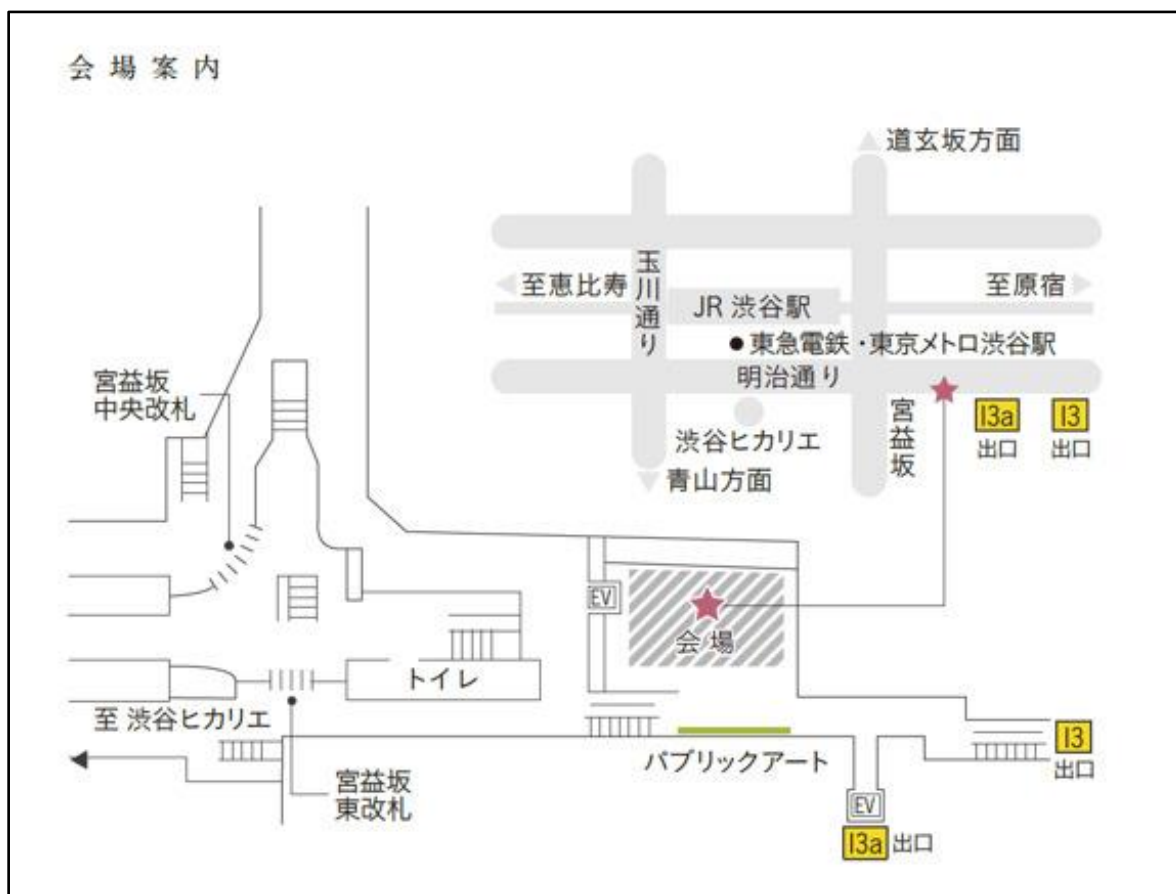 会場案内
道玄坂方面
玉川通り
至恵比寿
至原宿
JR 渋谷駅
東急電鉄・東京メトロ渋谷駅
明治通り
宮益坂
中央改札
宮益坂
13a
13
出口
出口
渋谷ヒカリエ
青山方面
EV
会場
トイレ
至 渋谷ヒカリエ
パブリックアート
13
出口
宮益坂
東改札
EV
13a 出口